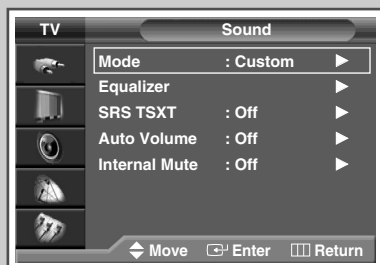 TV Sound
Mode : Custom
Equalizer
SRS TSXT : Off
Auto Volume : Off
Internal Mute : Off
Move Enter Return